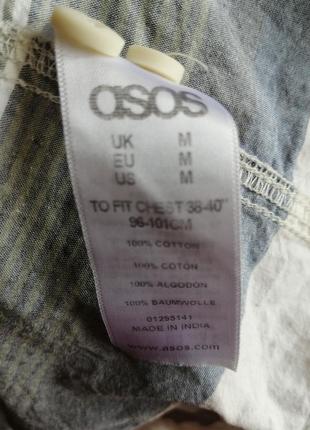 asos
UK M
EU M
US M
TO FIT CHEST 38-40"
96-101CM
100% COTTON
100% COTON
100% ALGODON
100% BAUMWOLLE
01255141
MADE IN INDIA
www.asos.com